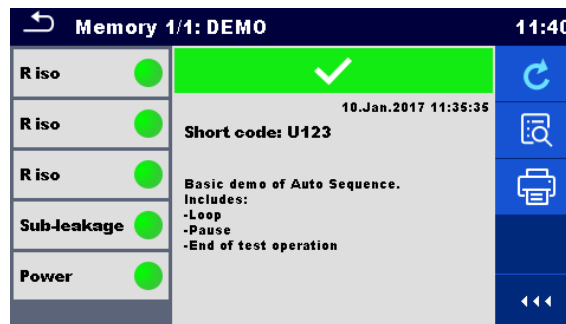 Memory 1/1: DEMO
11:40
R iso
R iso
R iso
Sub-leakage
Power
10.Jan.2017 11:35:35
Short code: U123
Basic demo of Auto Sequence.
Includes:
-Loop
-Pause
-End of test operation